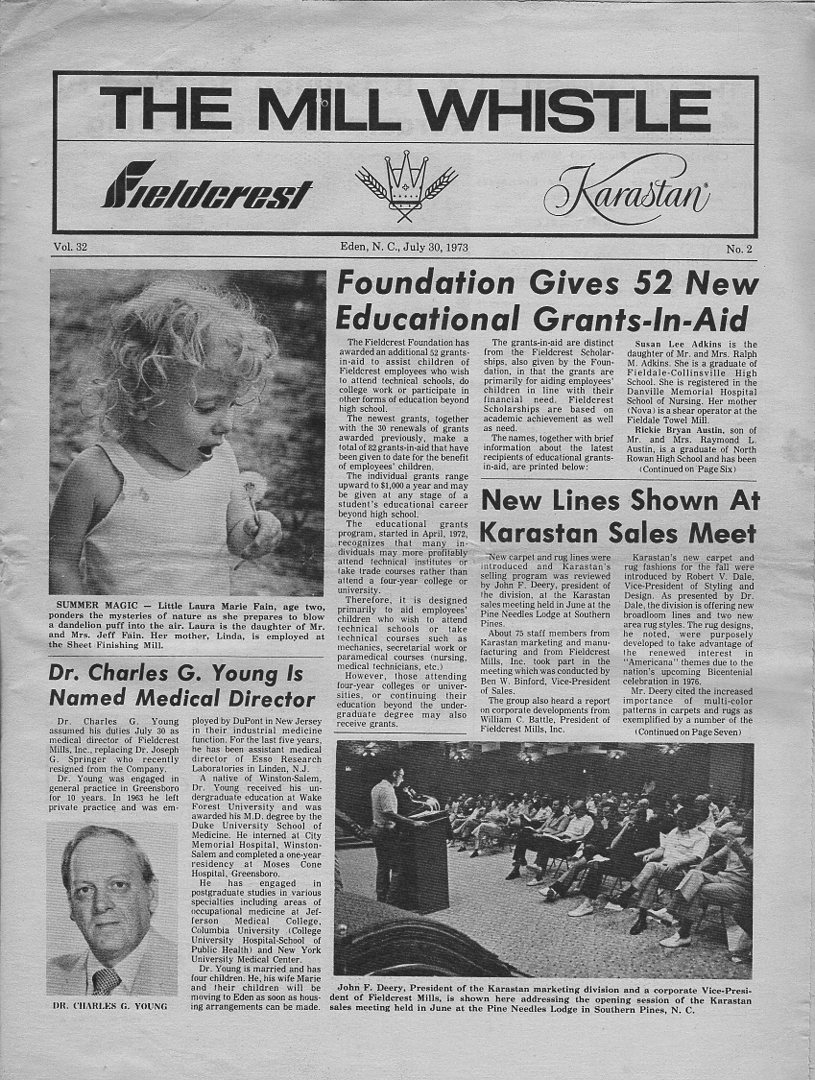 THE MILL WHISTLE
Fieldcrest
Karastan
Vol. 32
Eden, N. C., July 30, 1973
No. 2
SUMMER MAGIC — Little Laura Marie Fain, age two,
ponders the mysteries of nature as she prepares to blow
a dandelion puff into the air. Laura is the daughter of Mr.
and Mrs. Jeff Fain. Her mother, Linda, is employed at
the Sheet Finishing Mill.
Foundation Gives 52 New
Educational Grants-In-Aid
The Fieldcrest Foundation has
awarded an additional 52 grants-
in-aid to assist children of
Fieldcrest employees who wish
to attend technical schools, do
college work or participate in
other forms of education beyond
high school.
The newest grants, together
with the 30 renewals of grants
awarded previously, make a
total of 82 grants-in-aid that have
been given to date for the benefit
of employees' children.
The individual grants range
upward to $1,000 a year and may
be given at any stage of a
student's educational career
beyond high school.
The educational grants
program, started in April, 1972,
recognizes that many in-
dividuals may more profitably
attend technical institutes or
take trade courses rather than
attend a four-year college or
university.
Therefore, it is designed
primarily to aid employees'
children who wish to attend
technical schools or take
technical courses such as
mechanics, secretarial work or
paramedical courses (nursing,
medical technicians, etc.)
However, those attending
four-year colleges or univer-
sities, or continuing their
education beyond the under-
graduate degree may also
receive grants.
The grants-in-aid are distinct
from the Fieldcrest Scholar-
ships, also given by the Foun-
dation, in that the grants are
primarily for aiding employees'
children in line with their
financial need. Fieldcrest
Scholarships are based on
academic achievement as well
as need.
The names, together with brief
information about the latest
recipients of educational grants-
in-aid, are printed below:
Susan Lee Adkins is the
daughter of Mr. and Mrs. Ralph
M. Adkins. She is a graduate of
Fieldale-Collinsville High
School. She is registered in the
Danville Memorial Hospital
School of Nursing. Her mother
(Nova) is a shear operator at the
Fieldale Towel Mill.
Rickie Bryan Austin, son of
Mr. and Mrs. Raymond L.
Austin, is a graduate of North
Rowan High School and has been
(Continued on Page Six)
New Lines Shown At
Karastan Sales Meet
New carpet and rug lines were
introduced and Karastan's
selling program was reviewed
by John F. Deery, president of
the division, at the Karastan
sales meeting held in June at the
Pine Needles Lodge at Southern
Pines.
About 75 staff members from
Karastan marketing and manu-
facturing and from Fieldcrest
Mills, Inc. took part in the
meeting which was conducted by
Ben W. Binford, Vice-President
of Sales.
The group also heard a report
on corporate developments from
William C. Battle, President of
Fieldcrest Mills, Inc.
Karastan's new carpet and
rug fashions for the fall were
introduced by Robert V. Dale,
Vice-President of Styling and
Design. As presented by Dr.
Dale, the division is offering new
broadloom lines and two new
area rug styles. The rug designs,
he noted, were purposely
developed to take advantage of
the renewed interest in
"Americana" themes due to the
nation's upcoming Bicentenial
celebration in 1976.
Mr. Deery cited the increased
importance of multi-color
patterns in carpets and rugs as
exemplified by a number of the
(Continued on Page Seven)
Dr. Charles G. Young Is
Named Medical Director
Dr. Charles G. Young
assumed his duties July 30 as
medical director of Fieldcrest
Mills, Inc., replacing Dr. Joseph
G. Springer who recently
resigned from the Company.
Dr. Young was engaged in
general practice in Greensboro
for 10 years. In 1963 he left
private practice and was em-
DR. CHARLES G. YOUNG
ployed by DuPont in New Jersey
in their industrial medicine
function. For the last five years,
he has been assistant medical
director of Esso Research
Laboratories in Linden, N.J.
A native of Winston-Salem,
Dr. Young received his un-
dergraduate education at Wake
Forest University and was
awarded his M.D. degree by the
Duke University School of
Medicine. He interned at City
Memorial Hospital, Winston-
Salem and completed a one-year
residency at Moses Cone
Hospital, Greensboro.
He has engaged in
postgraduate studies in various
specialties including areas of
occupational medicine at Jef-
ferson Medical College,
Columbia University (College
University Hospital-School of
Public Health) and New York
University Medical Center.
Dr. Young is married and has
four children. He, his wife Marie
and their children will be
moving to Eden as soon as hous-
ing arrangements can be made.
John F. Deery, President of the Karastan marketing division and a corporate Vice-Presi-
dent of Fieldcrest Mills, is shown here addressing the opening session of the Karastan
sales meeting held in June at the Pine Needles Lodge in Southern Pines, N. C.